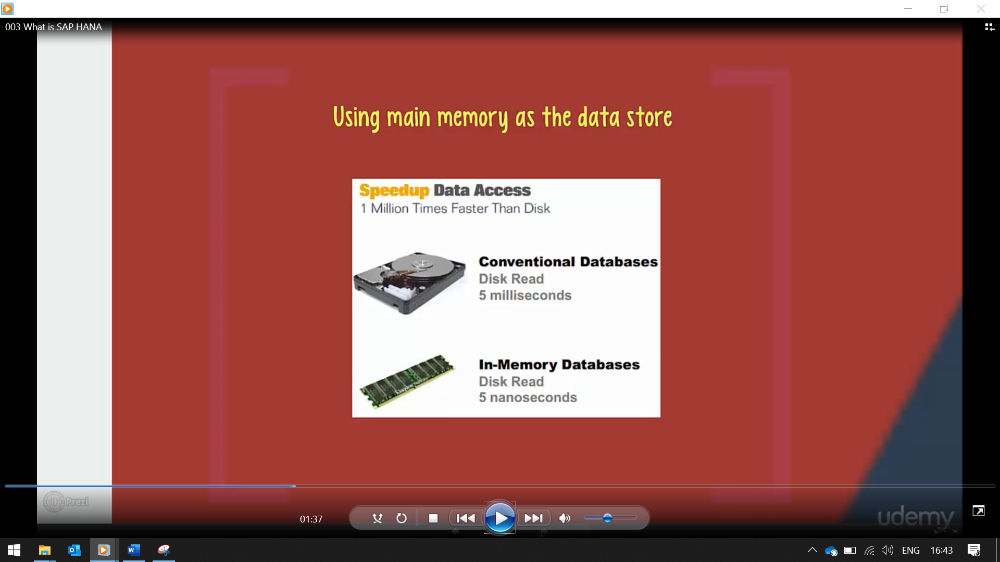 003 What is SAP HANA
Using main memory as the data store
Speedup Data Access
1 Million Times Faster Than Disk
Conventional Databases
Disk Read
5 milliseconds
In-Memory Databases
Disk Read
5 nanoseconds
Kingston
Prezi
01:37
udemy
ENG
16:43